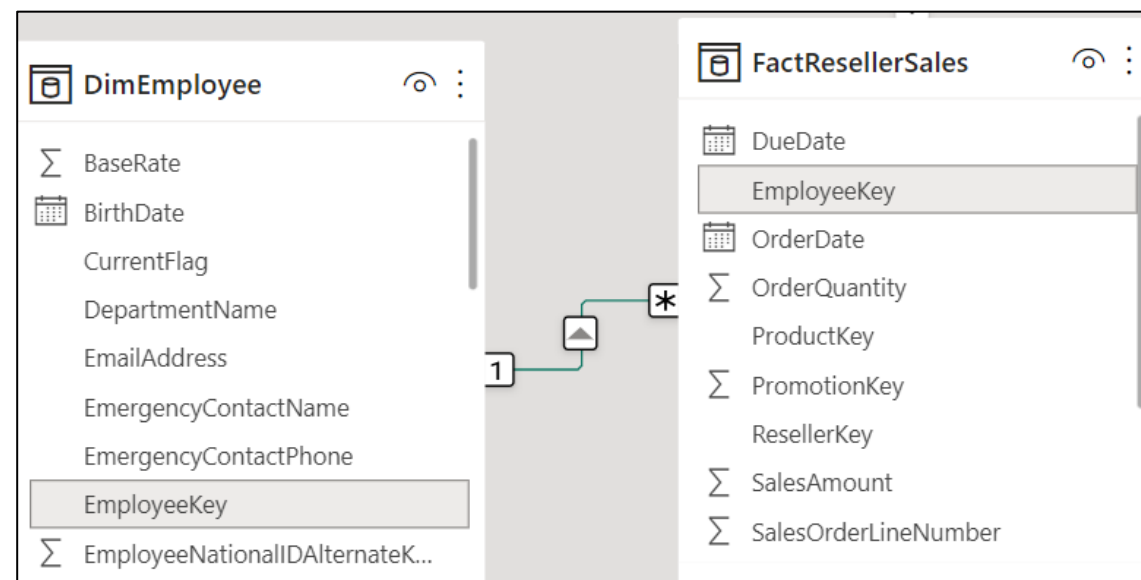 DimEmployee
BaseRate
BirthDate
CurrentFlag
DepartmentName
EmailAddress
EmergencyContactName
EmergencyContactPhone
EmployeeKey
EmployeeNationalIDAlternateK...
1
*
FactResellerSales
DueDate
EmployeeKey
OrderDate
OrderQuantity
ProductKey
PromotionKey
ResellerKey
SalesAmount
SalesOrderLineNumber